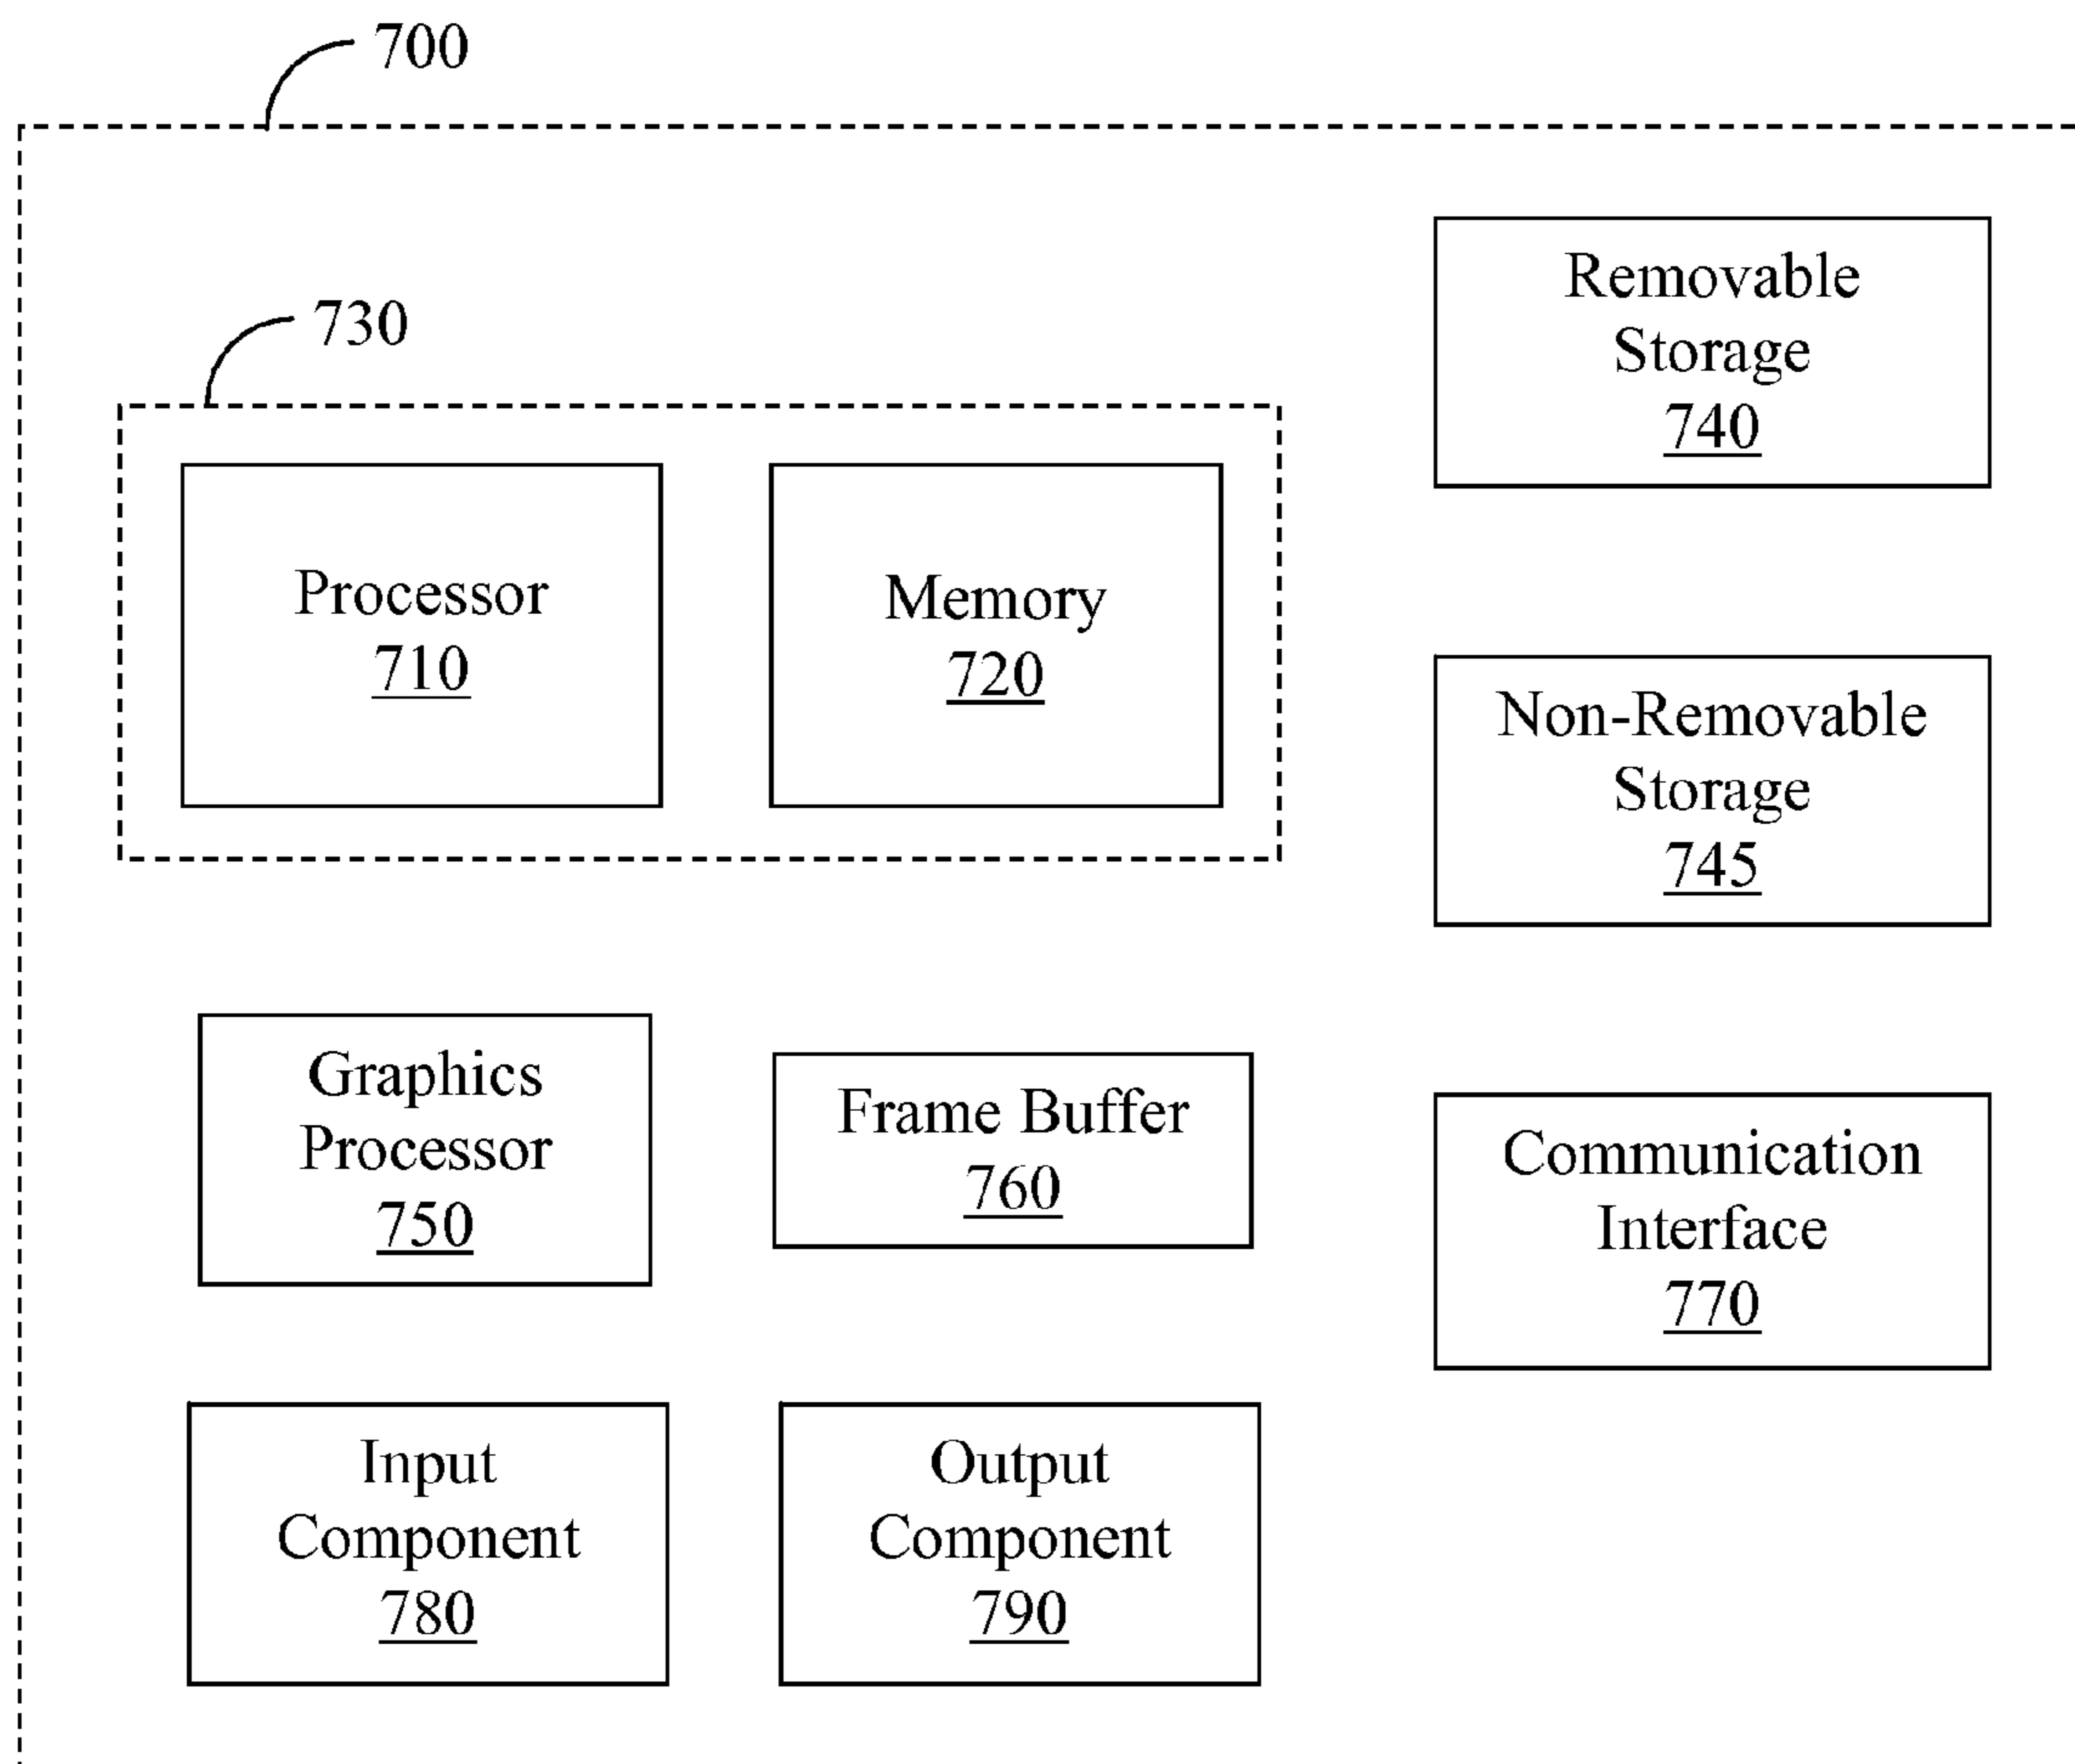 700
730
Processor
710
Memory
720
Removable
Storage
740
Non-Removable
Storage
745
Graphics
Processor
750
Frame Buffer
760
Communication
Interface
770
Input
Component
780
Output
Component
790